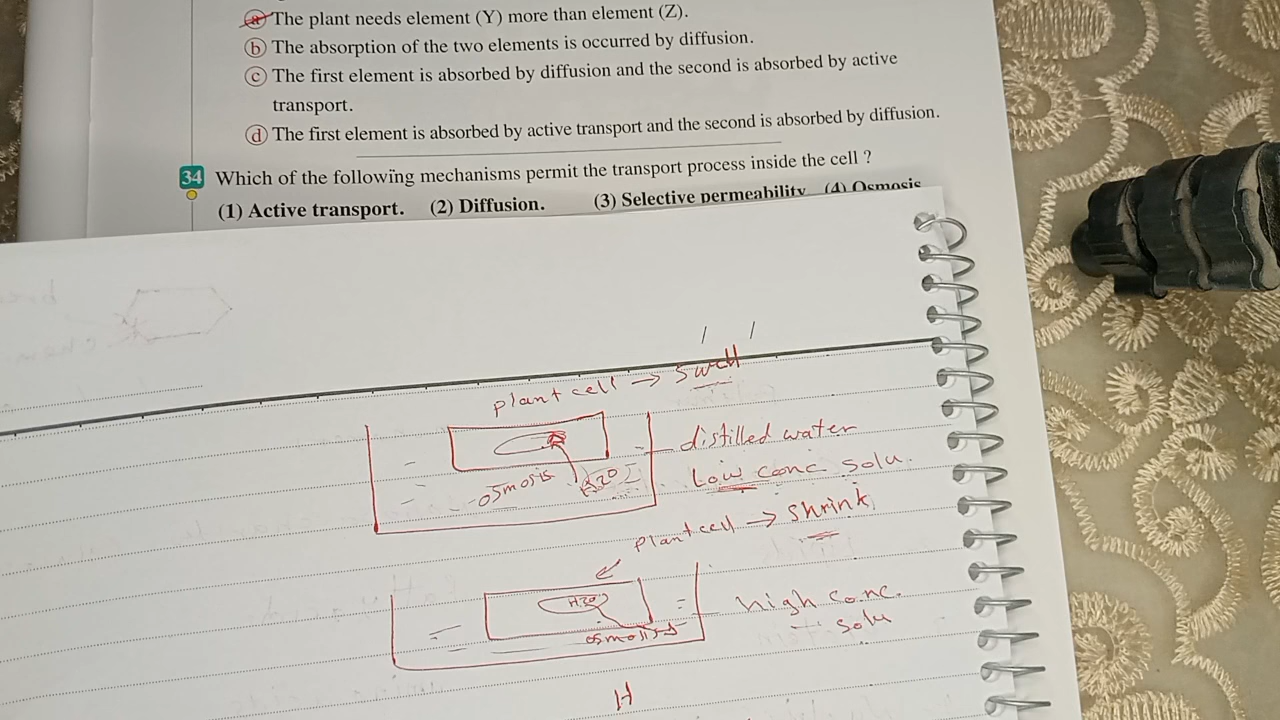 a The plant needs element (Y) more than element (Z).
b The absorption of the two elements is occurred by diffusion.
c The first element is absorbed by diffusion and the second is absorbed by active
transport.
d The first element is absorbed by active transport and the second is absorbed by diffusion.
34 Which of the following mechanisms permit the transport process inside the cell ?
(1) Active transport. (2) Diffusion. (3) Selective permeability (4) Osmosis
plant cell → swell
distilled water
osmosis H2O Low conc solu.
plant cell → shrink
H2O high conc.
osmosis solu
H